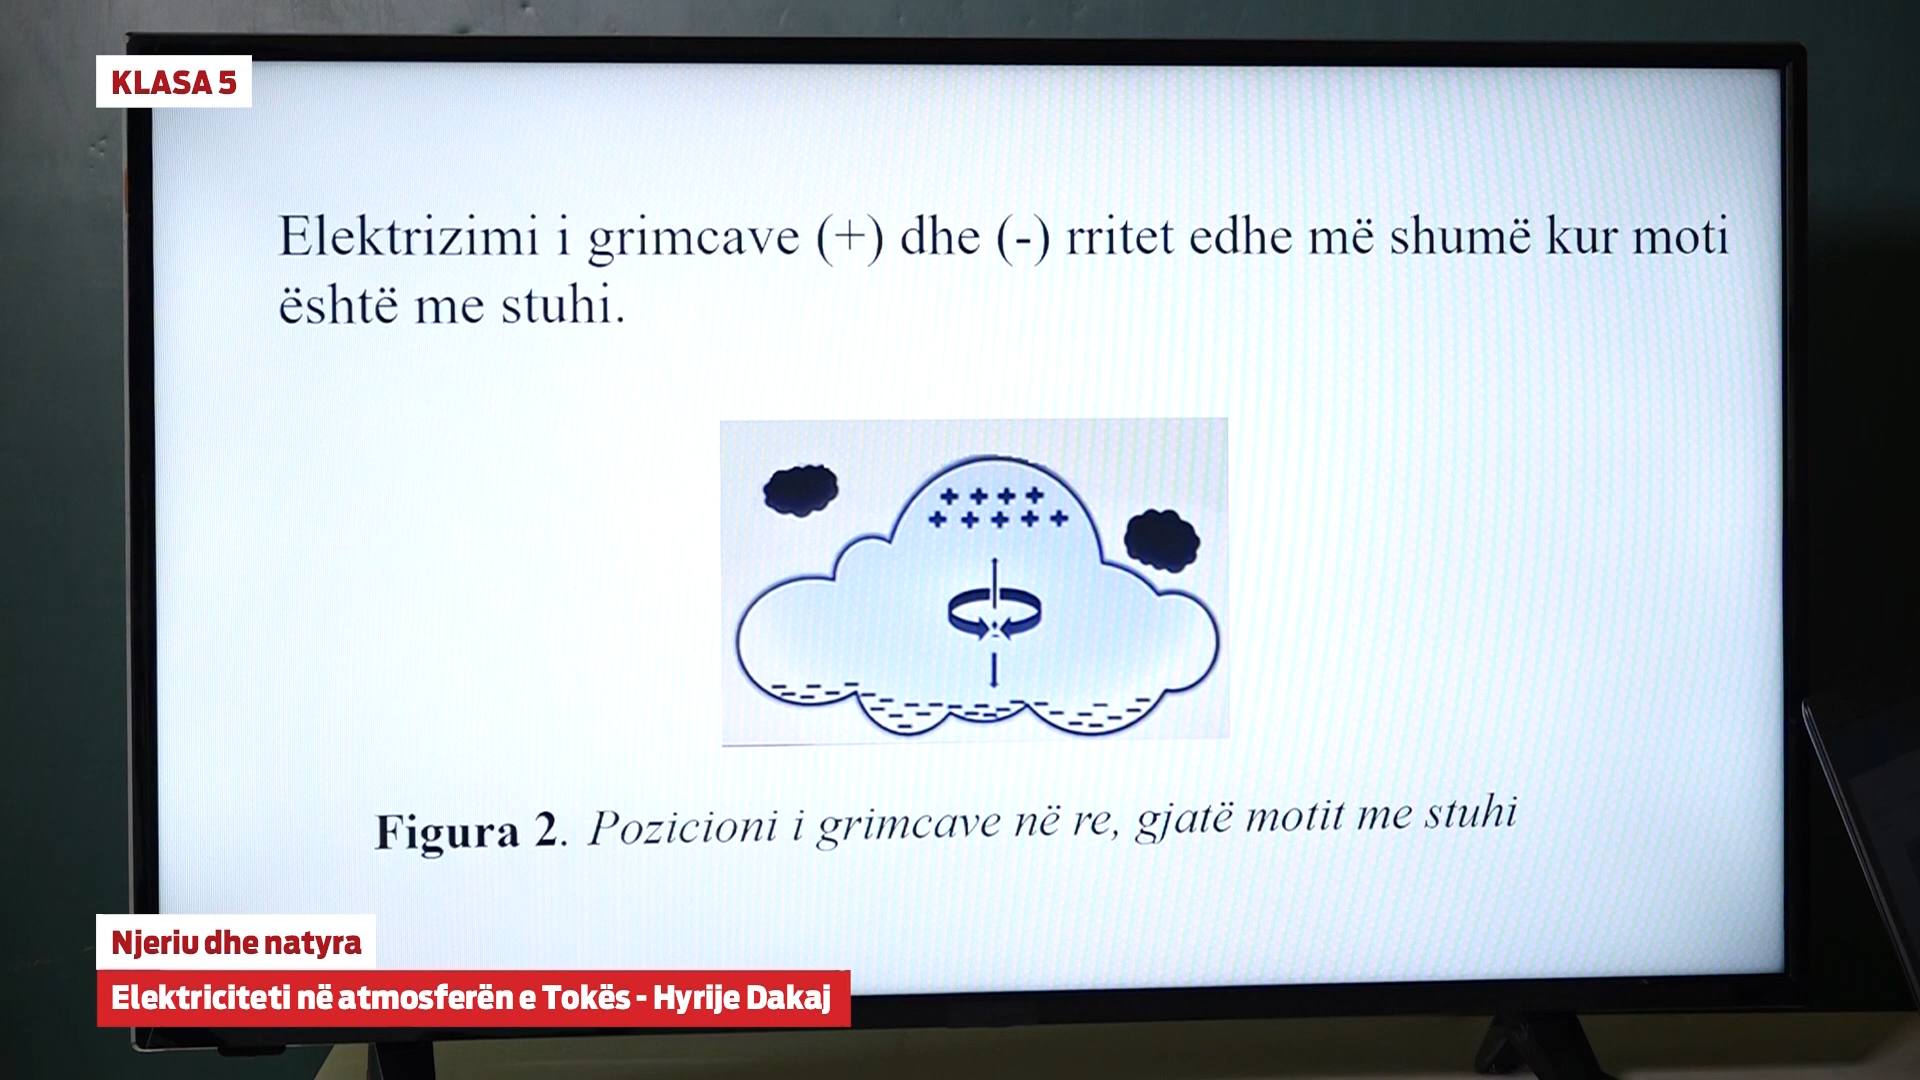 KLASA 5
Elektrizimi i grimcave (+) dhe (-) rritet edhe më shumë kur moti
është me stuhi.
+ + + +
+ + + + +
Figura 2. Pozicioni i grimcave në re, gjatë motit me stuhi
Njeriu dhe natyra
Elektriciteti në atmosferën e Tokës - Hyrije Dakaj